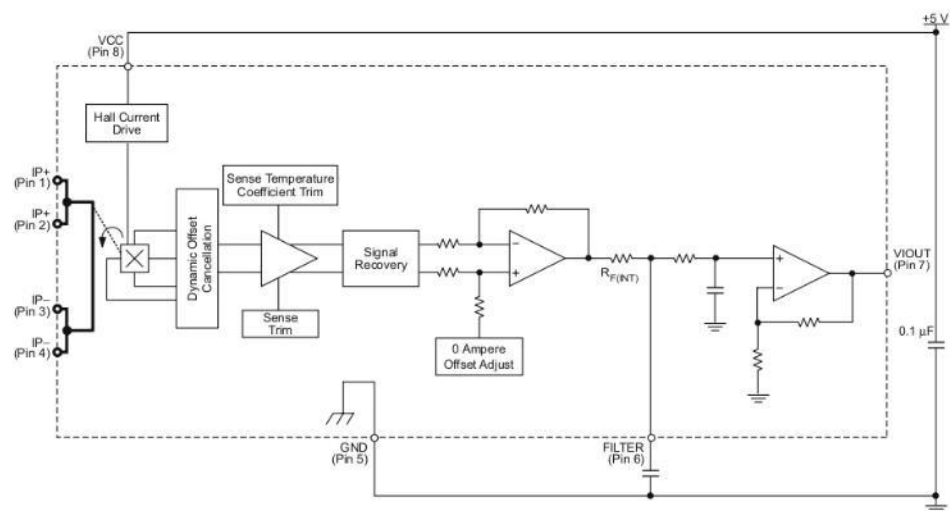 +5 V
VCC
(Pin 8)
Hall Current
Drive
IP+
(Pin 1)
IP+
(Pin 2)
IP−
(Pin 3)
IP−
(Pin 4)
Dynamic Offset
Cancellation
Sense Temperature
Coefficient Trim
Sense
Trim
Signal
Recovery
0 Ampere
Offset Adjust
−
+
RF(INT)
+
−
VIOUT
(Pin 7)
0.1 µF
GND
(Pin 5)
FILTER
(Pin 6)